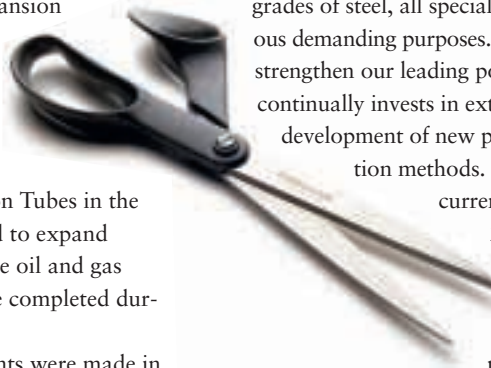 ansion
n Tubes in the
l to expand
e oil and gas
e completed dur-
nts were made in
grades of steel, all special
ous demanding purposes.
strengthen our leading po
continually invests in ext
development of new p
tion methods.
curren